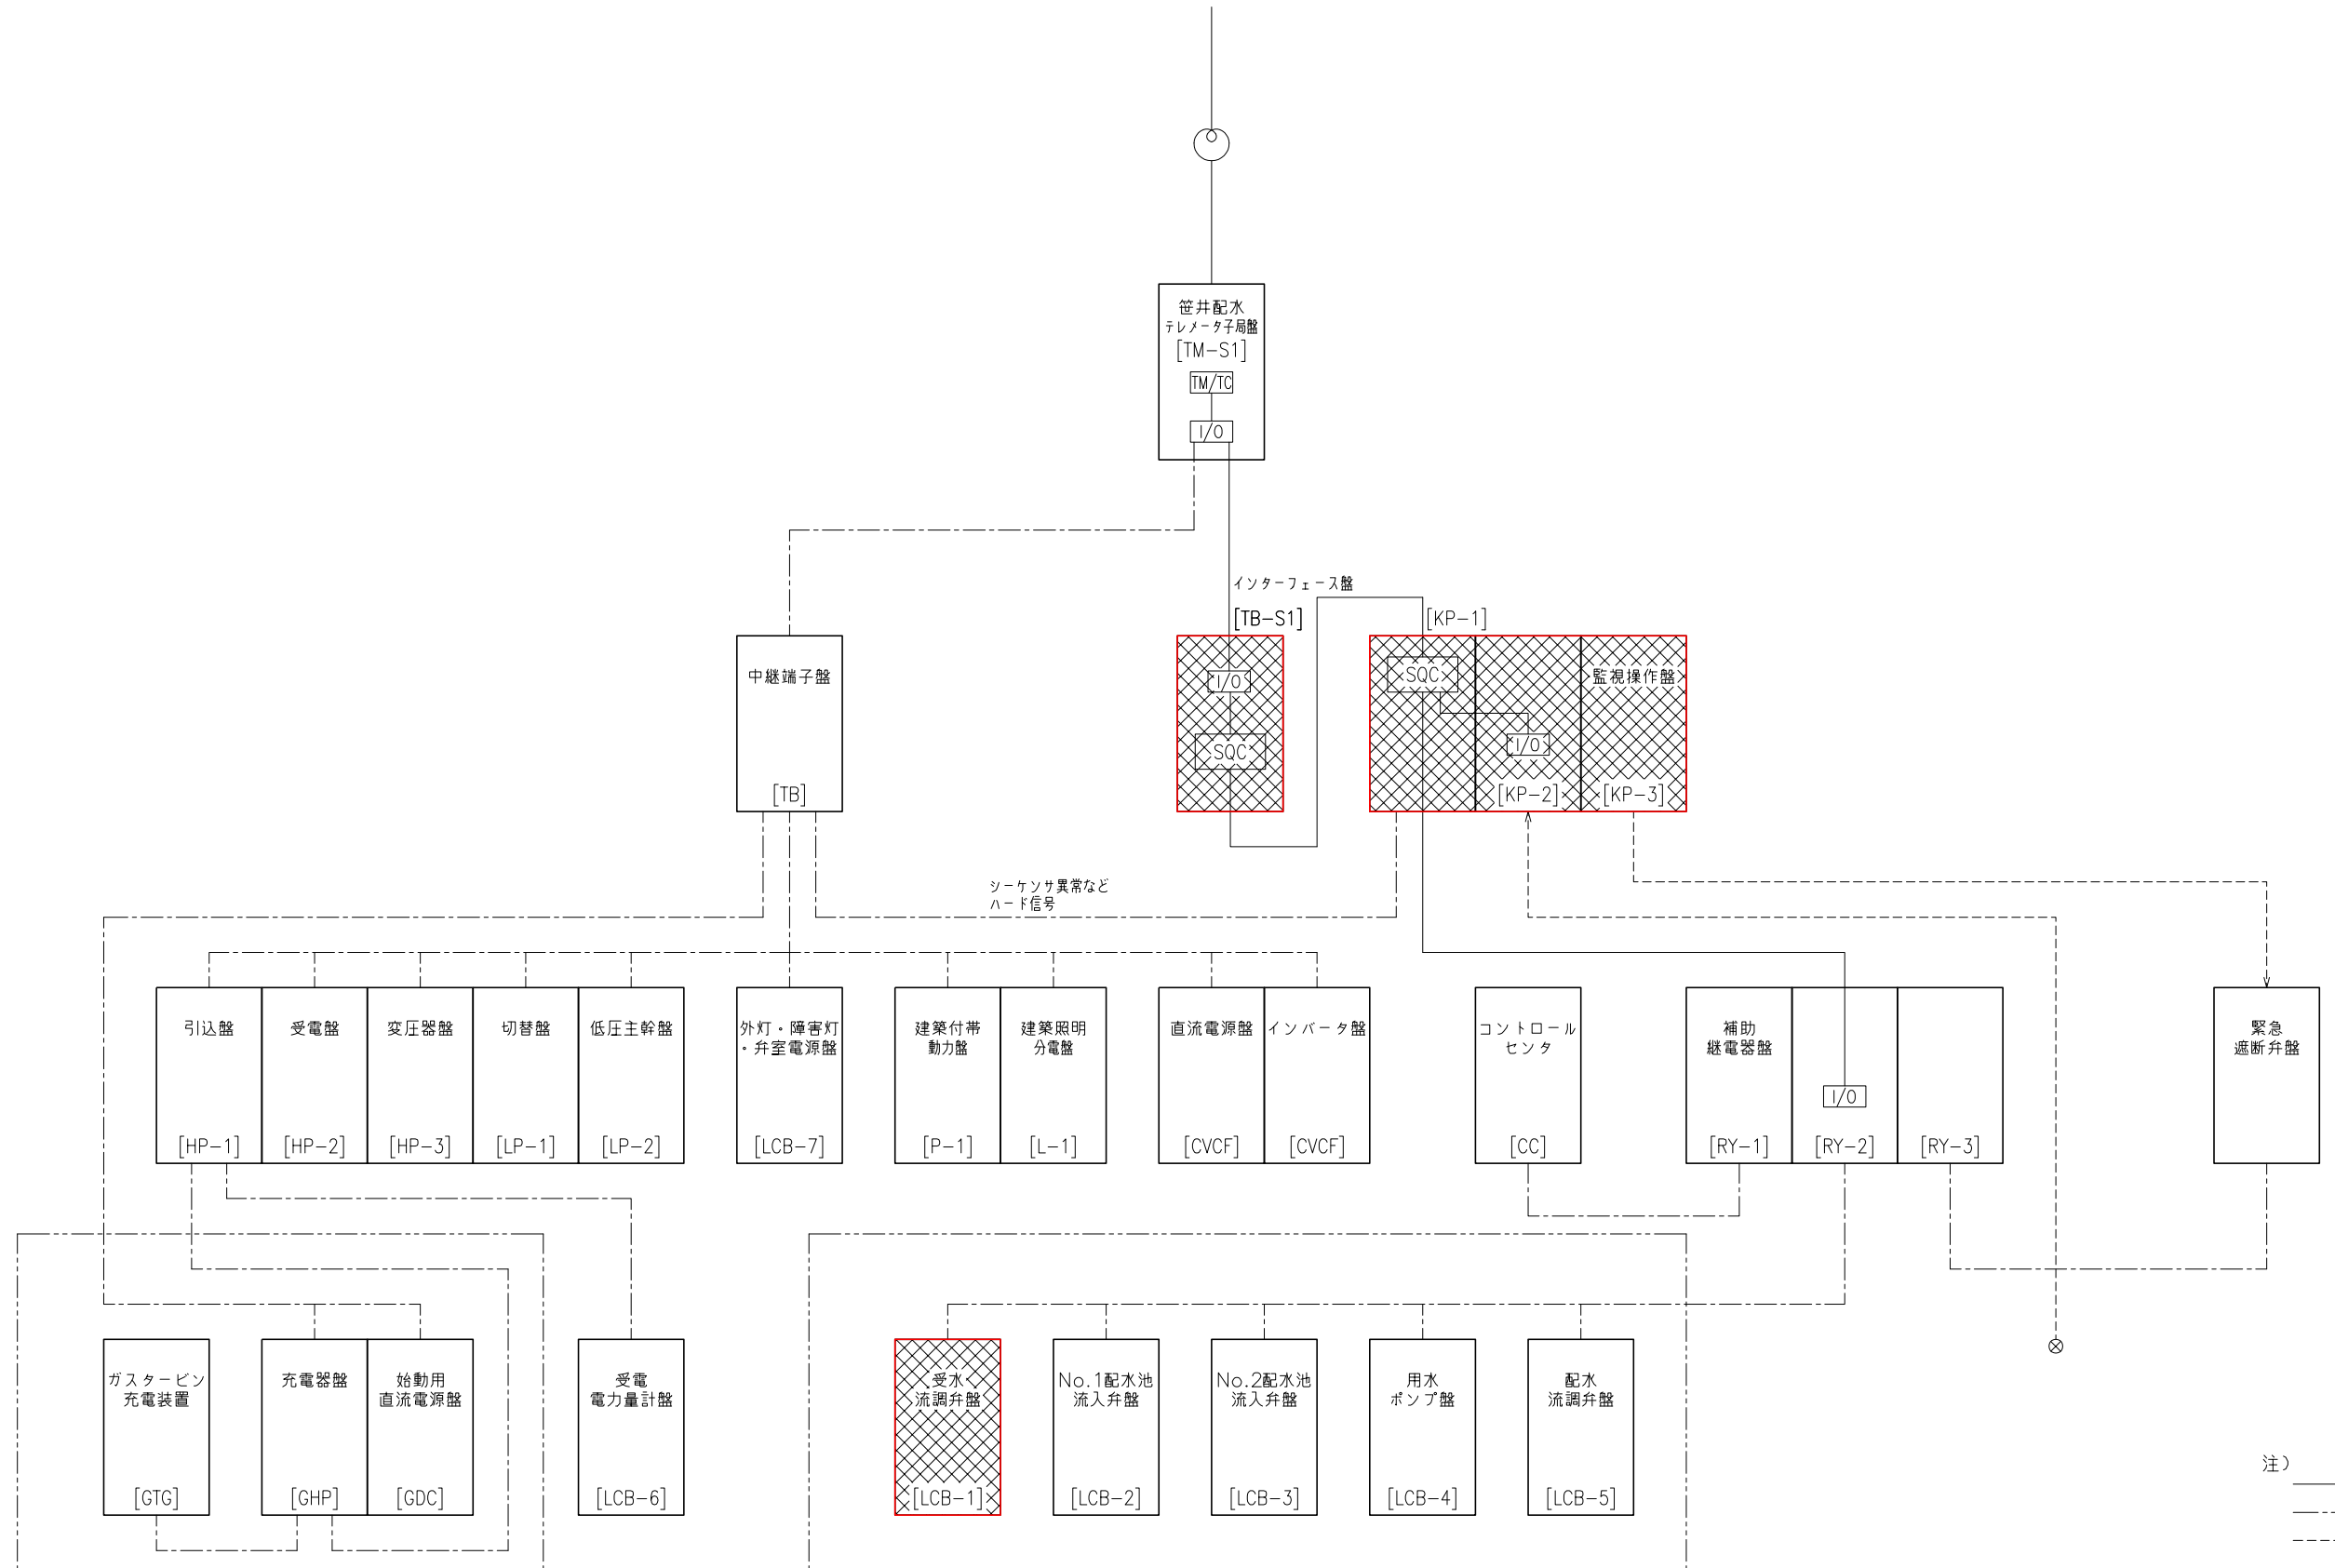 笹井配水
テレメータ子局盤
[TM-S1]
TM/TC
I/O
インターフェース盤
[TB-S1]
[KP-1]
中継端子盤
[TB]
I/O
SQC
SQC
I/O
[KP-2]
監視操作盤
[KP-3]
シーケンサ異常など
ハード信号
引込盤
[HP-1]
受電盤
[HP-2]
変圧器盤
[HP-3]
切替盤
[LP-1]
低圧主幹盤
[LP-2]
外灯・障害灯
・弁室電源盤
[LCB-7]
建築付帯
動力盤
[P-1]
建築照明
分電盤
[L-1]
直流電源盤
[CVCF]
インバータ盤
[CVCF]
コントロール
センタ
[CC]
補助
継電器盤
[RY-1]
I/O
[RY-2]
[RY-3]
緊急
遮断弁盤
ガスタービン
充電装置
[GTG]
充電器盤
[GHP]
始動用
直流電源盤
[GDC]
受電
電力量計盤
[LCB-6]
受水
流調弁盤
[LCB-1]
No.1配水池
流入弁盤
[LCB-2]
No.2配水池
流入弁盤
[LCB-3]
用水
ポンプ盤
[LCB-4]
配水
流調弁盤
[LCB-5]
注)